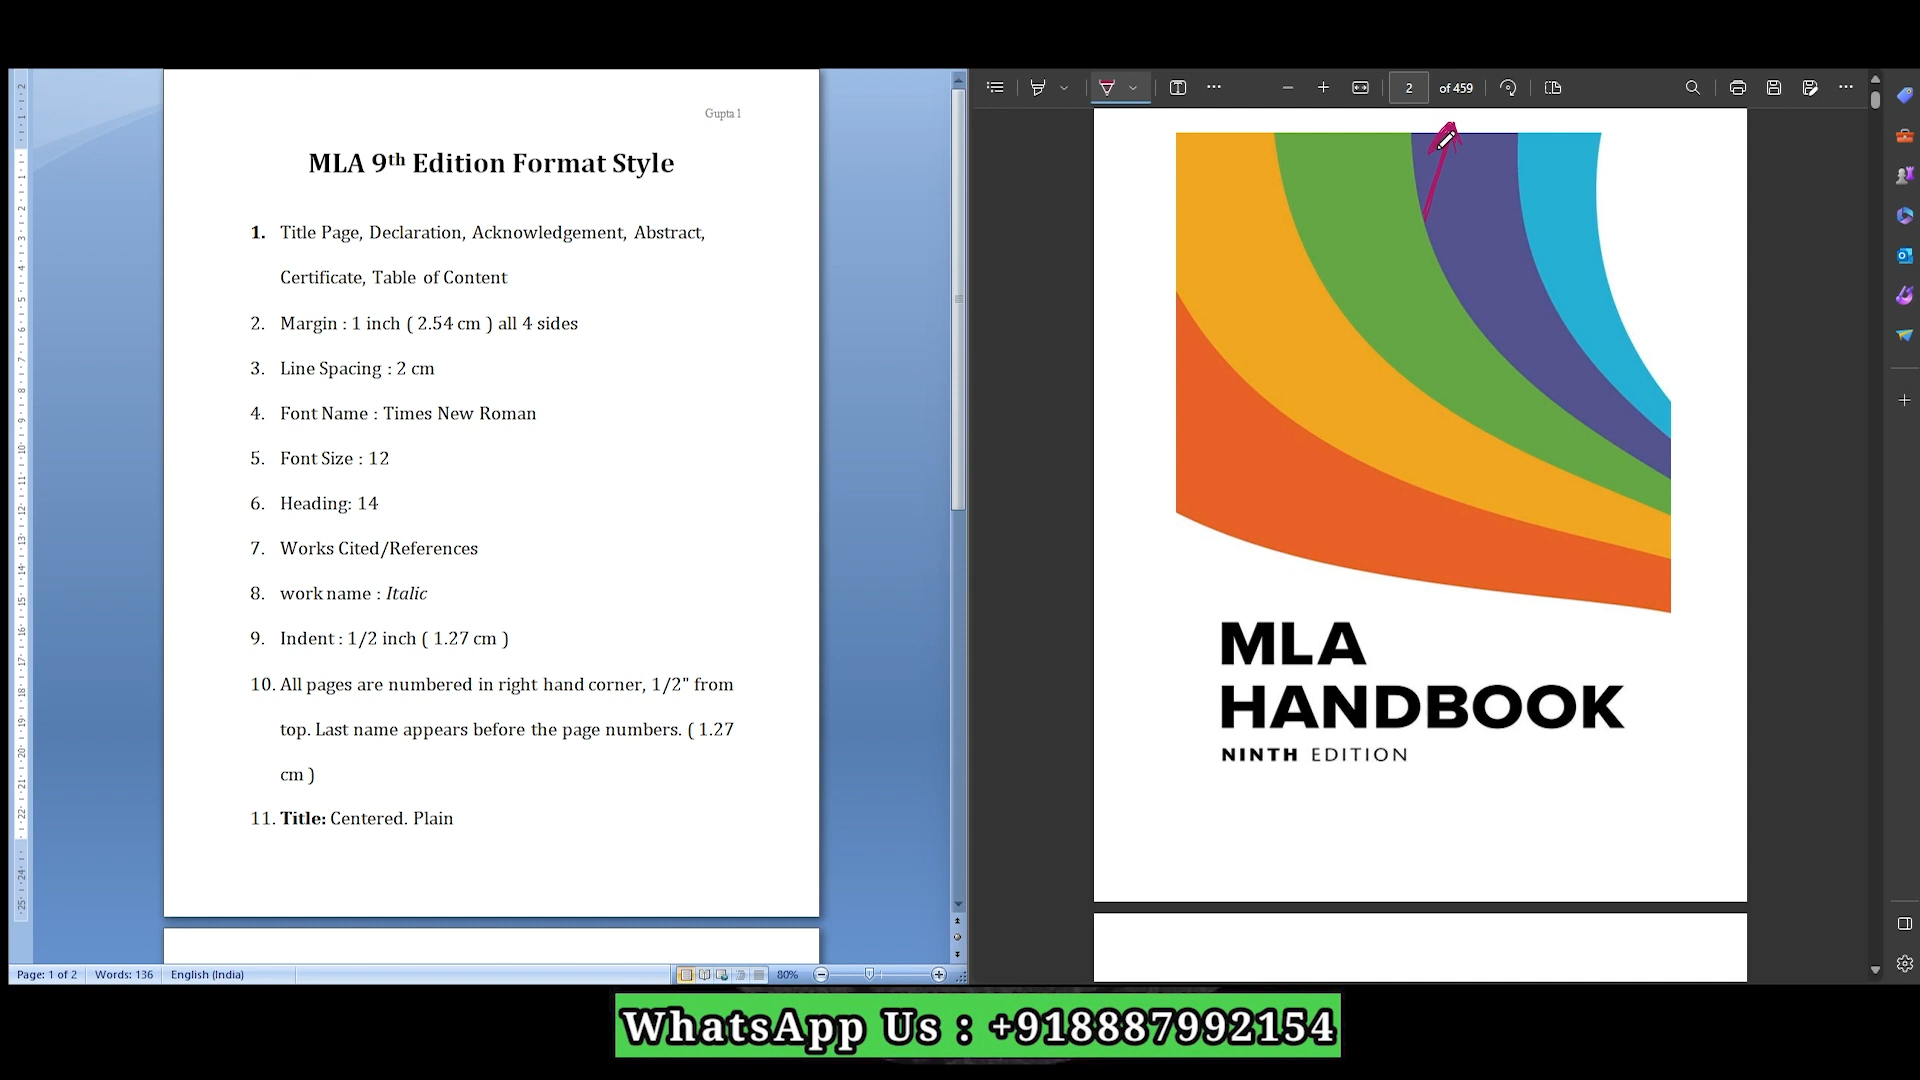 Gupta 1
MLA 9th Edition Format Style
1. Title Page, Declaration, Acknowledgement, Abstract,
Certificate, Table of Content
2. Margin : 1 inch ( 2.54 cm ) all 4 sides
3. Line Spacing : 2 cm
4. Font Name : Times New Roman
5. Font Size : 12
6. Heading: 14
7. Works Cited/References
8. work name : Italic
9. Indent : 1/2 inch ( 1.27 cm )
10. All pages are numbered in right hand corner, 1/2" from
top. Last name appears before the page numbers. ( 1.27
cm )
11. Title: Centered. Plain
Page: 1 of 2 Words: 136 English (India) 80%
2 of 459
MLA
HANDBOOK
NINTH EDITION
WhatsApp Us : +918887992154